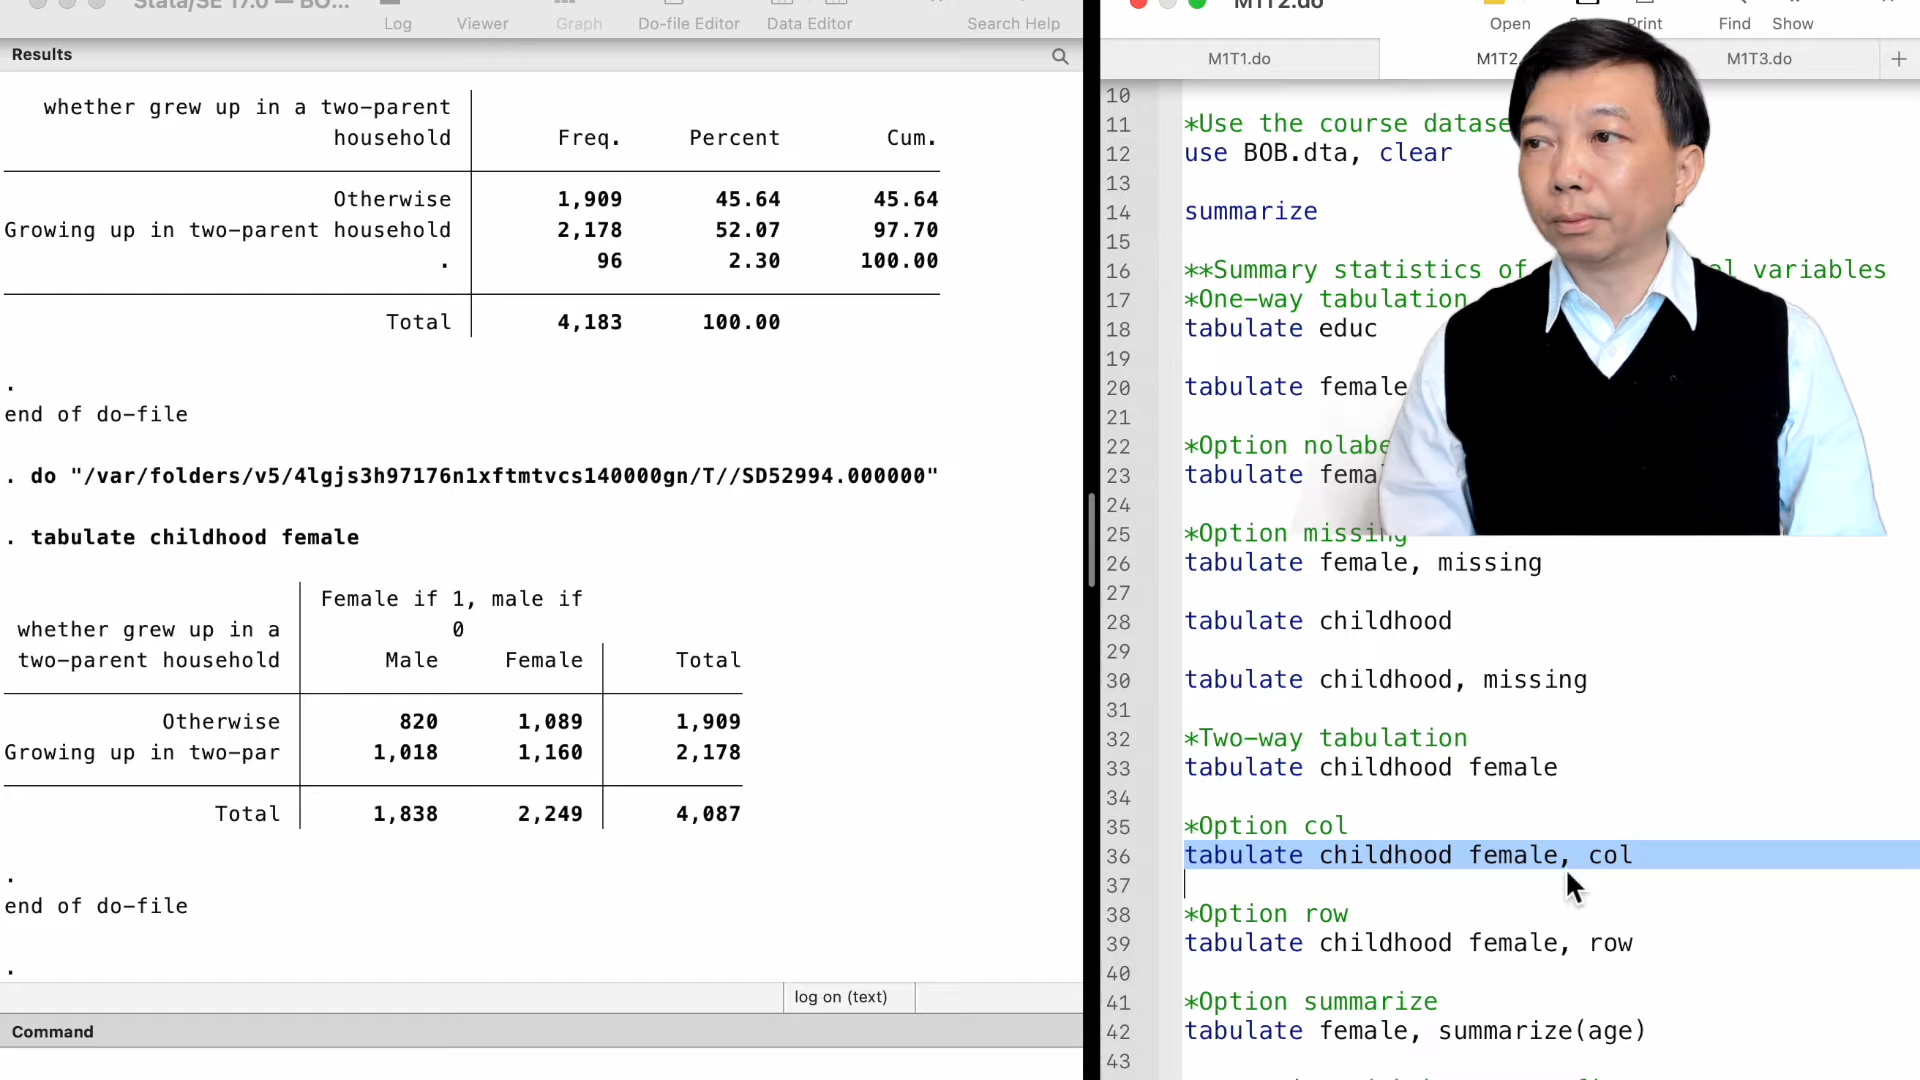 Stata/SE 17.0 — BO...
Log Viewer Graph Do-file Editor Data Editor Search Help
Results
whether grew up in a two-parent
household Freq. Percent Cum.
Otherwise 1,909 45.64 45.64
Growing up in two-parent household 2,178 52.07 97.70
. 96 2.30 100.00
Total 4,183 100.00
.
end of do-file
. do "/var/folders/v5/4lgjs3h97176n1xftmtvcs140000gn/T//SD52994.000000"
. tabulate childhood female
Female if 1, male if
whether grew up in a 0
two-parent household Male Female Total
Otherwise 820 1,089 1,909
Growing up in two-par 1,018 1,160 2,178
Total 1,838 2,249 4,087
.
end of do-file
.
log on (text)
Command
M1T2.do
Open Print Find Show
M1T1.do M1T2. M1T3.do +
10
11 *Use the course datase
12 use BOB.dta, clear
13
14 summarize
15
16 **Summary statistics of al variables
17 *One-way tabulation
18 tabulate educ
19
20 tabulate female
21
22 *Option nolabe
23 tabulate fema
24
25 *Option missing
26 tabulate female, missing
27
28 tabulate childhood
29
30 tabulate childhood, missing
31
32 *Two-way tabulation
33 tabulate childhood female
34
35 *Option col
36 tabulate childhood female, col
37
38 *Option row
39 tabulate childhood female, row
40
41 *Option summarize
42 tabulate female, summarize(age)
43